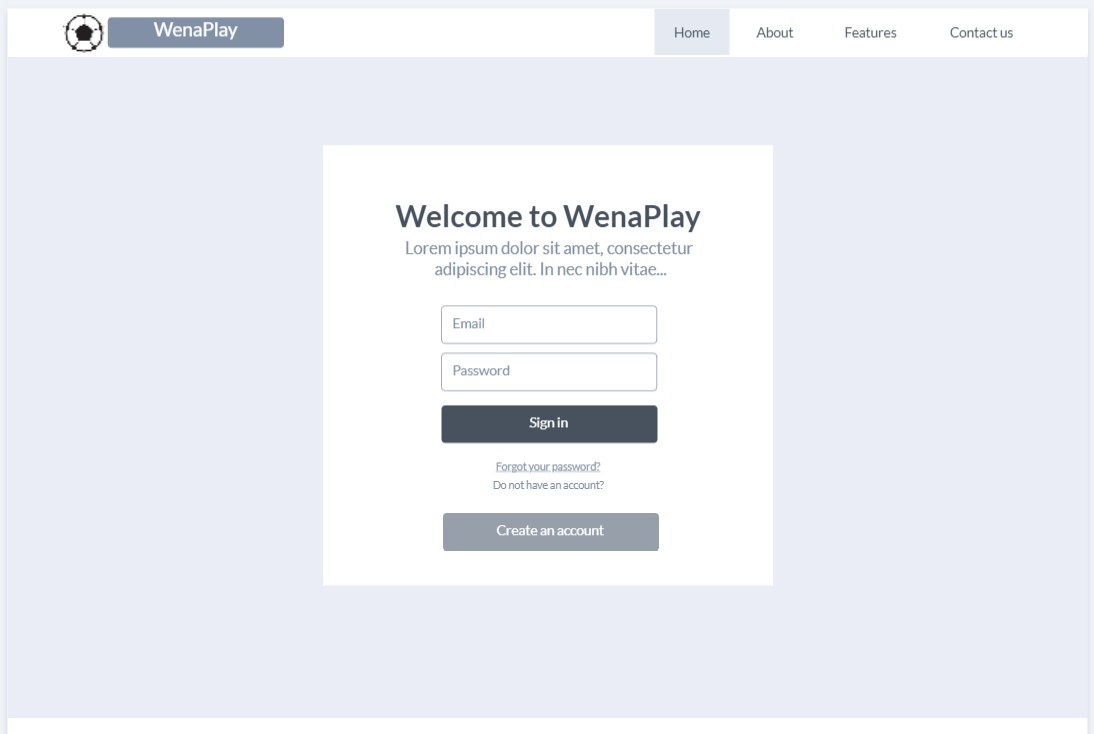 WenaPlay
Home
About
Features
Contact us
Welcome to WenaPlay
Lorem ipsum dolor sit amet, consectetur
adipiscing elit. In nec nibh vitae...
Email
Password
Sign in
Forgot your password?
Do not have an account?
Create an account